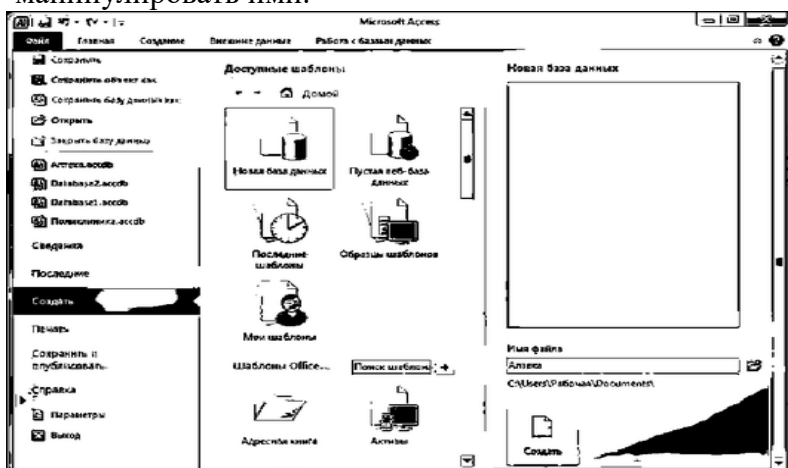 манипулировать ими.
Microsoft Access
Файл Главная Создание Внешние данные Работа с базами данных
Сохранить
Сохранить объект как
Сохранить базу данных как
Открыть
Закрыть базу данных
Аптека.accdb
Database2.accdb
Database1.accdb
Поликлиника.accdb
Сведения
Последние
Создать
Печать
Сохранить и
опубликовать
Справка
Параметры
Выход
Доступные шаблоны
Домой
Новая база данных
Пустая веб-база
данных
Последние
шаблоны
Образцы шаблонов
Мои шаблоны
Шаблоны Office...
Поиск шаблонов
Адресная книга
Активы
Новая база данных
Имя файла
Аптека
C:\Users\Рабочая\Documents\
Создать